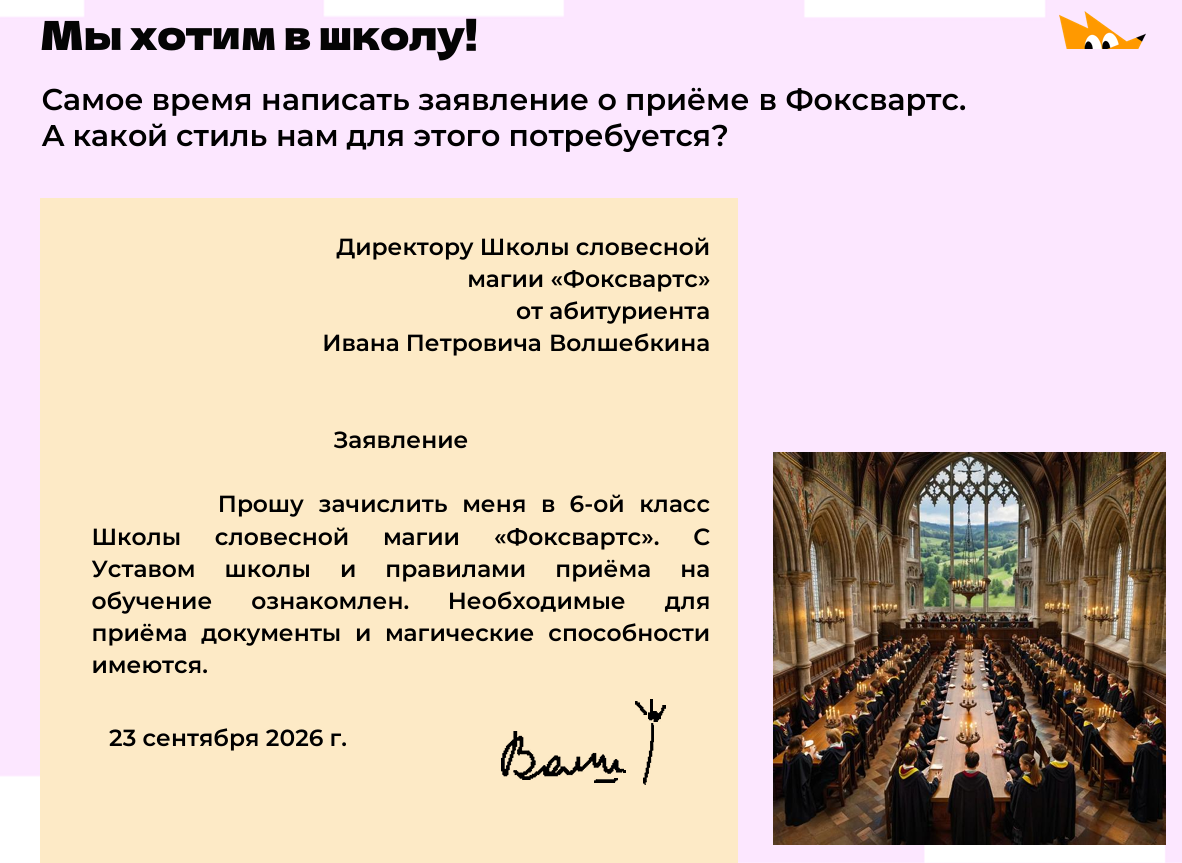 Мы хотим в школу!
Самое время написать заявление о приёме в Фоксвартс.
А какой стиль нам для этого потребуется?
Директору Школы словесной
магии «Фоксвартс»
от абитуриента
Ивана Петровича Волшебкина
Заявление
Прошу зачислить меня в 6-ой класс
Школы словесной магии «Фоксвартс». С
Уставом школы и правилами приёма на
обучение ознакомлен. Необходимые для
приёма документы и магические способности
имеются.
23 сентября 2026 г.